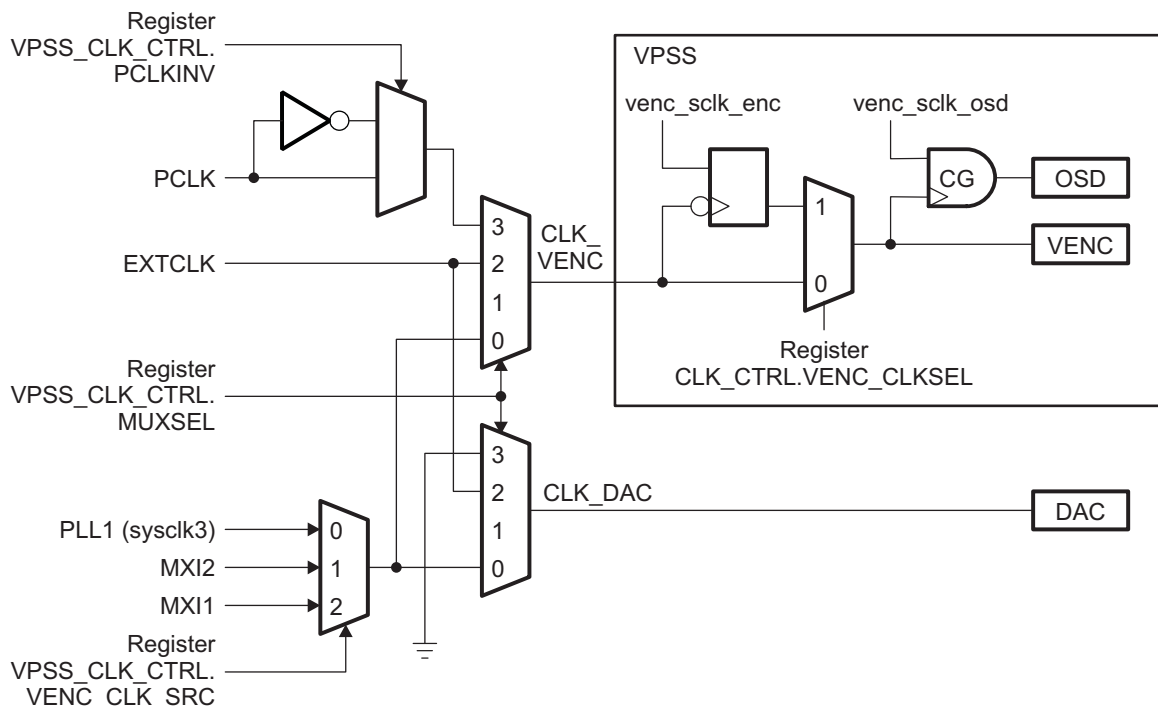 Register
VPSS_CLK_CTRL.
PCLKINV
PCLK
EXTCLK
Register
VPSS_CLK_CTRL.
MUXSEL
PLL1 (sysclk3)
MXI2
MXI1
Register
VPSS_CLK_CTRL.
VENC_CLK_SRC
0
1
2
3
2
1
0
CLK_
VENC
3
2
1
0
CLK_DAC
VPSS
venc_sclk_enc
venc_sclk_osd
1
0
Register
CLK_CTRL.VENC_CLKSEL
CG
OSD
VENC
DAC